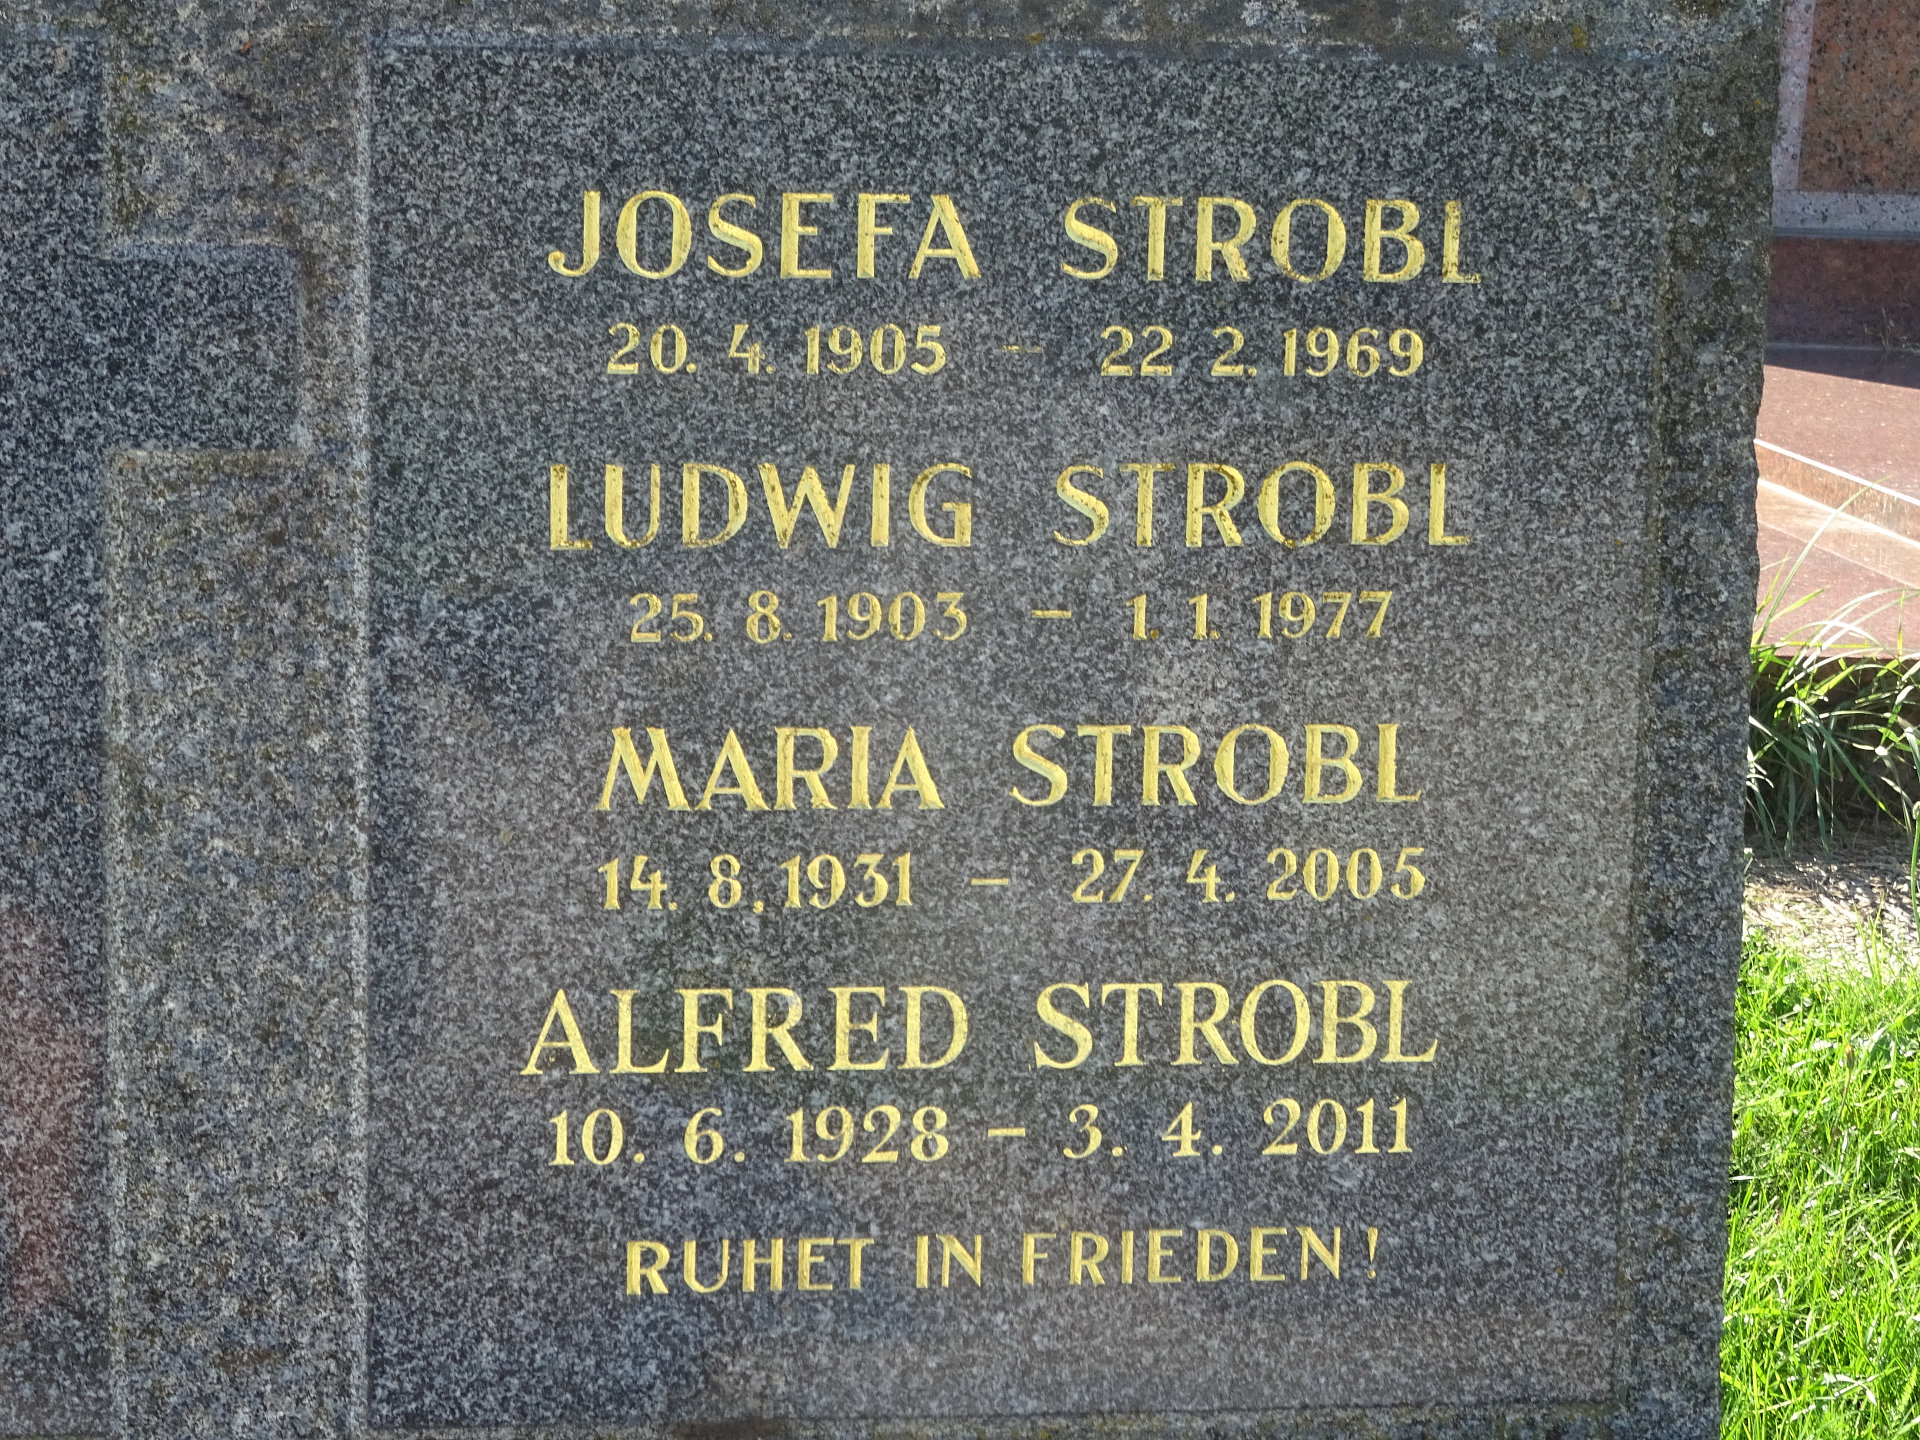 JOSEFA STROBL
20. 4. 1905 – 22 2. 1969
LUDWIG STROBL
25. 8. 1903 – 1. 1. 1977
MARIA STROBL
14. 8. 1931 – 27. 4. 2005
ALFRED STROBL
10. 6. 1928 – 3. 4. 2011
RUHET IN FRIEDEN!